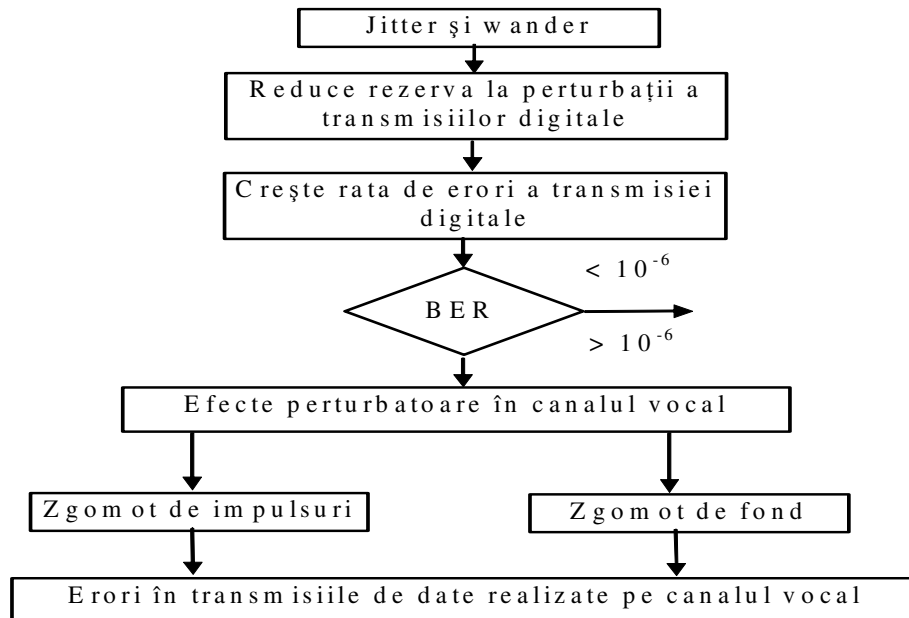 Jitter şi wander
Reduce rezerva la perturbaţii a
transmisiilor digitale
Creşte rata de erori a transmisiei
digitale
< 10⁻⁶
BER
> 10⁻⁶
Efecte perturbatoare în canalul vocal
Zgomot de impulsuri
Zgomot de fond
Erori în transmisiile de date realizate pe canalul vocal